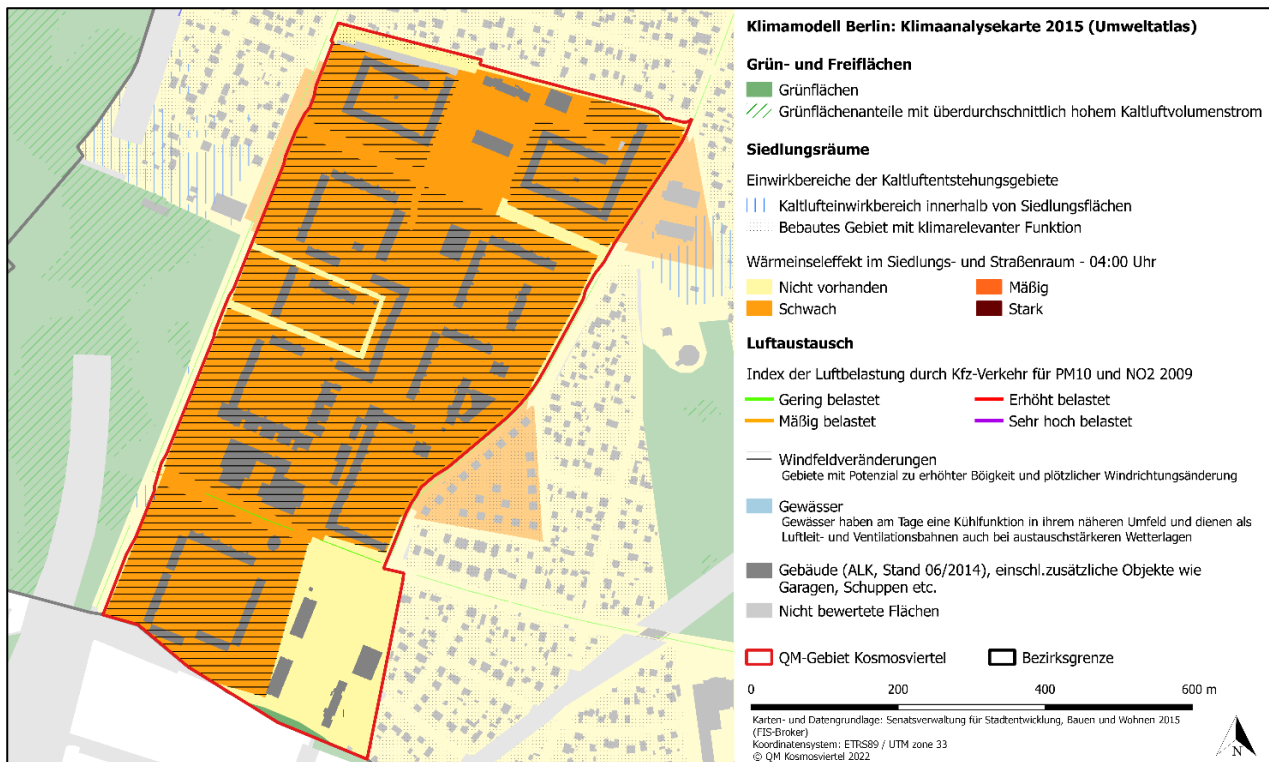 Klimamodell Berlin: Klimaanalysekarte 2015 (Umweltatlas)
Grün- und Freiflächen
Grünflächen
Grünflächenanteile mit überdurchschnittlich hohem Kaltluftvolumenstrom
Siedlungsräume
Einwirkbereiche der Kaltluftentstehungsgebiete
Kaltlufteinwirkbereich innerhalb von Siedlungsflächen
Bebautes Gebiet mit klimarelevanter Funktion
Wärmeinseleffekt im Siedlungs- und Straßenraum - 04:00 Uhr
Nicht vorhanden Mäßig
Schwach Stark
Luftaustausch
Index der Luftbelastung durch Kfz-Verkehr für PM10 und NO2 2009
Gering belastet Erhöht belastet
Mäßig belastet Sehr hoch belastet
Windfeldveränderungen
Gebiete mit Potenzial zu erhöhter Böigkeit und plötzlicher Windrichtungsänderung
Gewässer
Gewässer haben am Tage eine Kühlfunktion in ihrem näheren Umfeld und dienen als
Luftleit- und Ventilationsbahnen auch bei austauschstärkeren Wetterlagen
Gebäude (ALK, Stand 06/2014), einschl.zusätzliche Objekte wie
Garagen, Schuppen etc.
Nicht bewertete Flächen
QM-Gebiet Kosmosviertel Bezirksgrenze
0 200 400 600 m
Karten- und Datengrundlage: Senatsverwaltung für Stadtentwicklung, Bauen und Wohnen 2015
(FIS-Broker)
Koordinatensystem: ETRS89 / UTM zone 33
© QM Kosmosviertel 2022
N